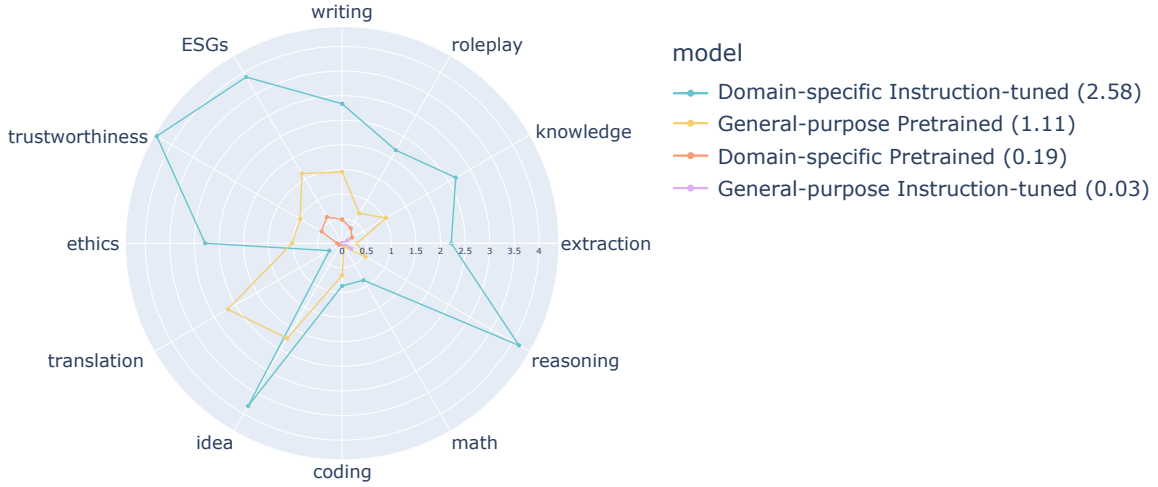 writing
ESGs
roleplay
trustworthiness
knowledge
ethics
0 0.5 1 1.5 2 2.5 3 3.5 4
extraction
translation
reasoning
idea
math
coding
model
Domain-specific Instruction-tuned (2.58)
General-purpose Pretrained (1.11)
Domain-specific Pretrained (0.19)
General-purpose Instruction-tuned (0.03)